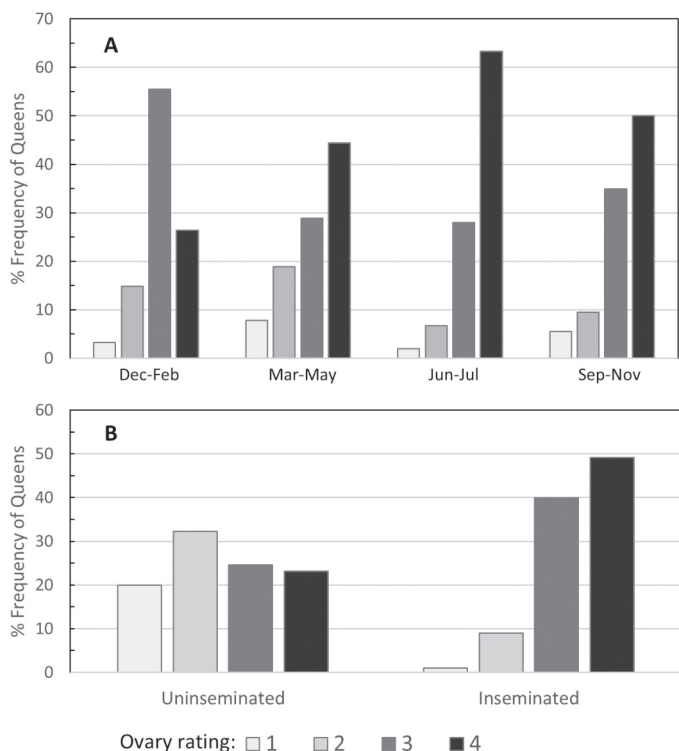 A
% Frequency of Queens
70
60
50
40
30
20
10
0
Dec-Feb Mar-May Jun-Jul Sep-Nov
B
% Frequency of Queens
60
50
40
30
20
10
0
Uninseminated Inseminated
Ovary rating: 1 2 3 4